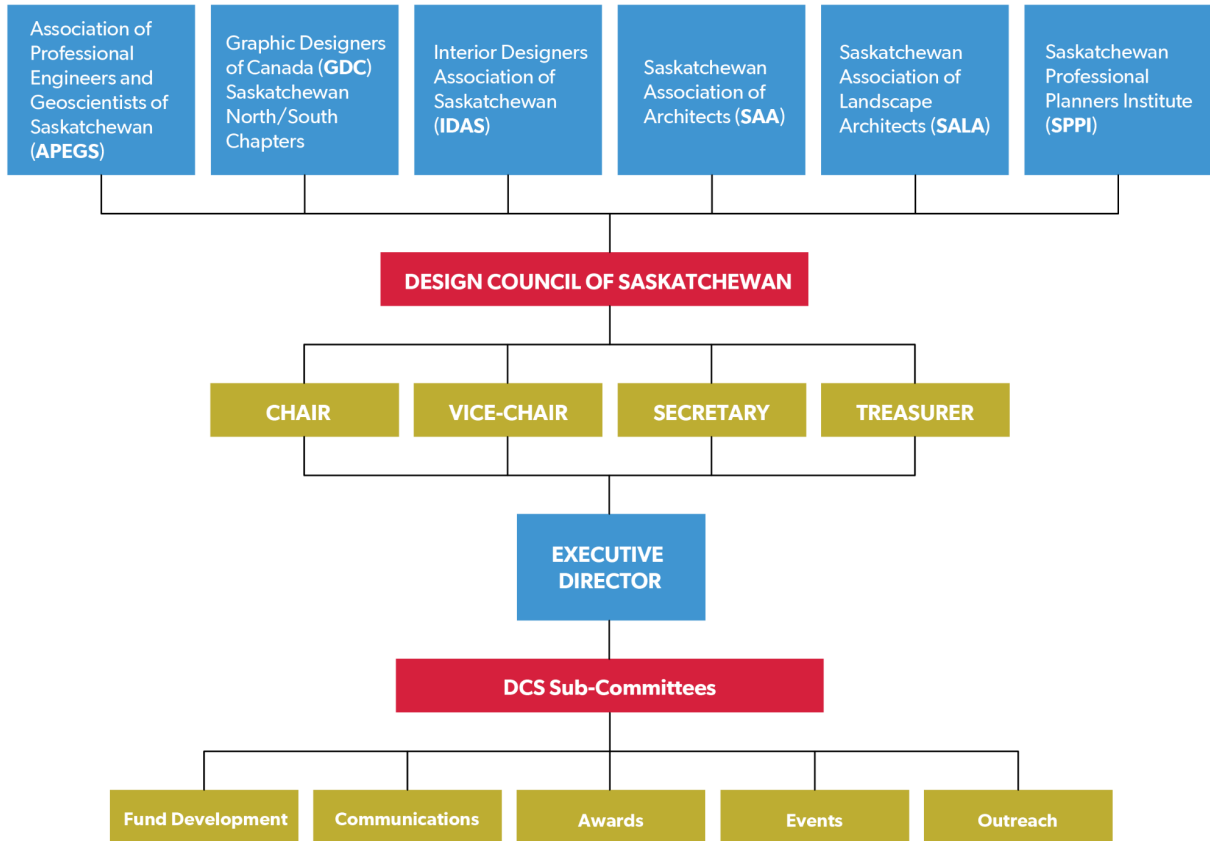 Association of
Professional
Engineers and
Geoscientists of
Saskatchewan
(APEGS)
Graphic Designers
of Canada (GDC)
Saskatchewan
North/South
Chapters
Interior Designers
Association of
Saskatchewan
(IDAS)
Saskatchewan
Association of
Architects (SAA)
Saskatchewan
Association of
Landscape
Architects (SALA)
Saskatchewan
Professional
Planners Institute
(SPPI)
DESIGN COUNCIL OF SASKATCHEWAN
CHAIR
VICE-CHAIR
SECRETARY
TREASURER
EXECUTIVE
DIRECTOR
DCS Sub-Committees
Fund Development
Communications
Awards
Events
Outreach